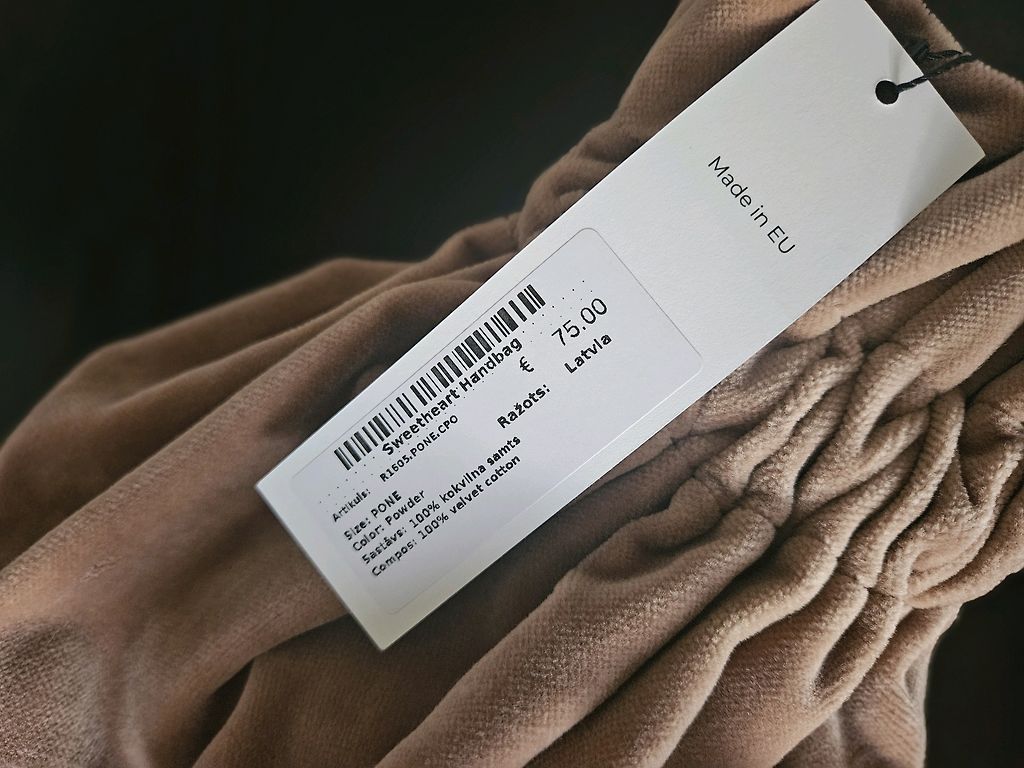 Made in EU
Sweetheart Handbag
Artikuls: R1605.PONE.CPO
€ 75.00
Size: PONE
Ražots: Latvia
Color: Powder
Sastāvs: 100% kokvilna samts
Compos: 100% velvet cotton